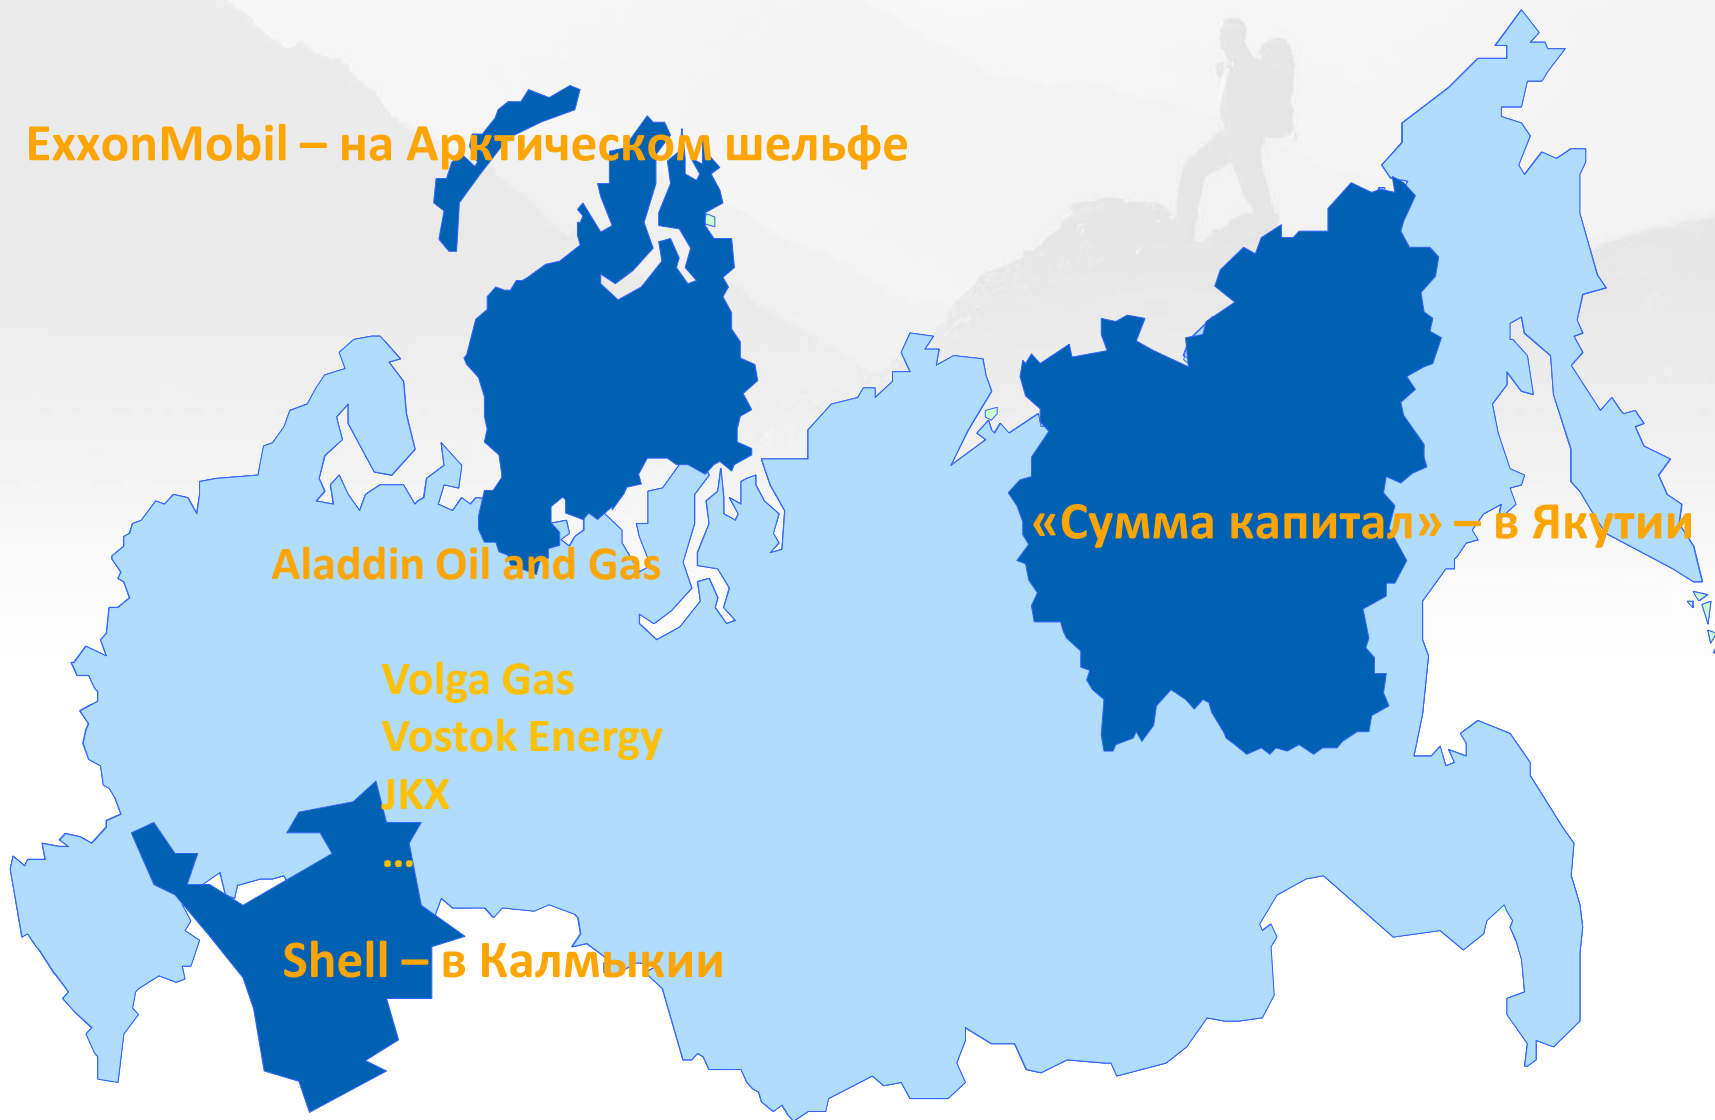 ExxonMobil – на Арктическом шельфе
«Сумма капитал» – в Якутии
Aladdin Oil and Gas
Volga Gas
Vostok Energy
JKX
...
Shell – в Калмыкии